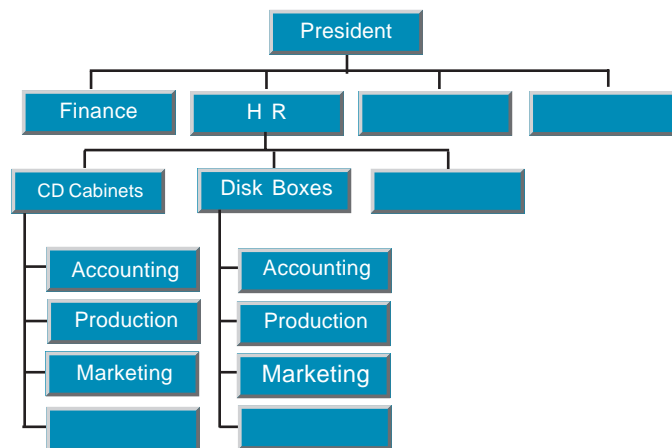 President
Finance
H R
CD Cabinets
Disk Boxes
Accounting
Accounting
Production
Production
Marketing
Marketing